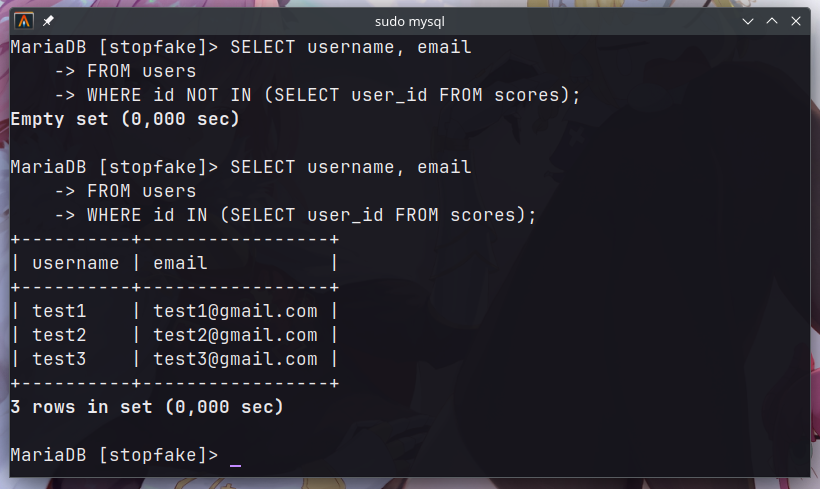 sudo mysql
MariaDB [stopfake]> SELECT username, email
    -> FROM users
    -> WHERE id NOT IN (SELECT user_id FROM scores);
Empty set (0,000 sec)

MariaDB [stopfake]> SELECT username, email
    -> FROM users
    -> WHERE id IN (SELECT user_id FROM scores);
+----------+-----------------+
| username | email           |
+----------+-----------------+
| test1    | test1@gmail.com |
| test2    | test2@gmail.com |
| test3    | test3@gmail.com |
+----------+-----------------+
3 rows in set (0,000 sec)

MariaDB [stopfake]> _